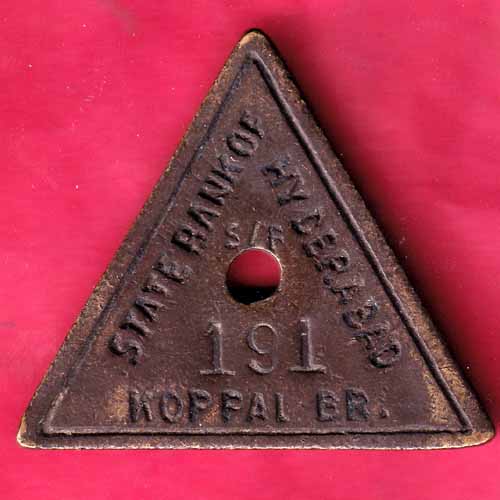 STATE BANK OF
HYDERABAD
S/F
191
KOPPAL BR.